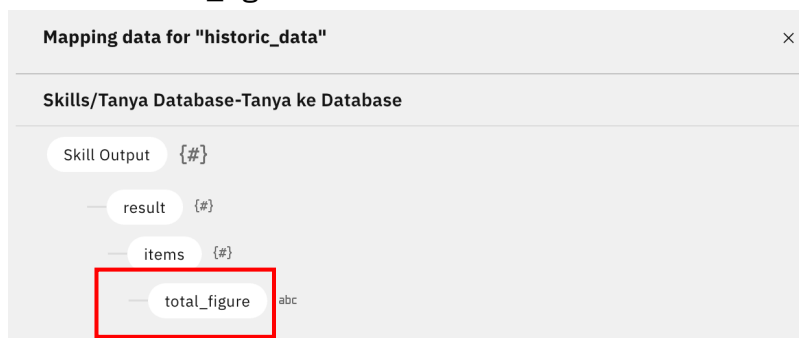 Mapping data for "historic_data" ×
Skills/Tanya Database-Tanya ke Database
Skill Output {#}
result {#}
items {#}
total_figure abc